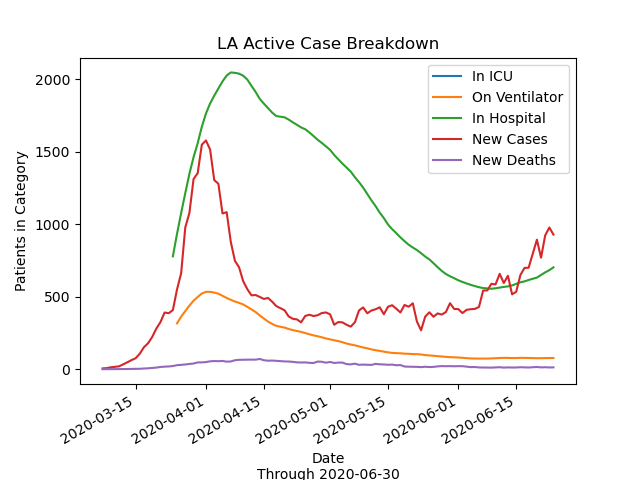 LA Active Case Breakdown
Patients in Category
2000
1500
1000
500
0
In ICU
On Ventilator
In Hospital
New Cases
New Deaths
2020-03-15
2020-04-01
2020-04-15
2020-05-01
2020-05-15
2020-06-01
2020-06-15
Date
Through 2020-06-30